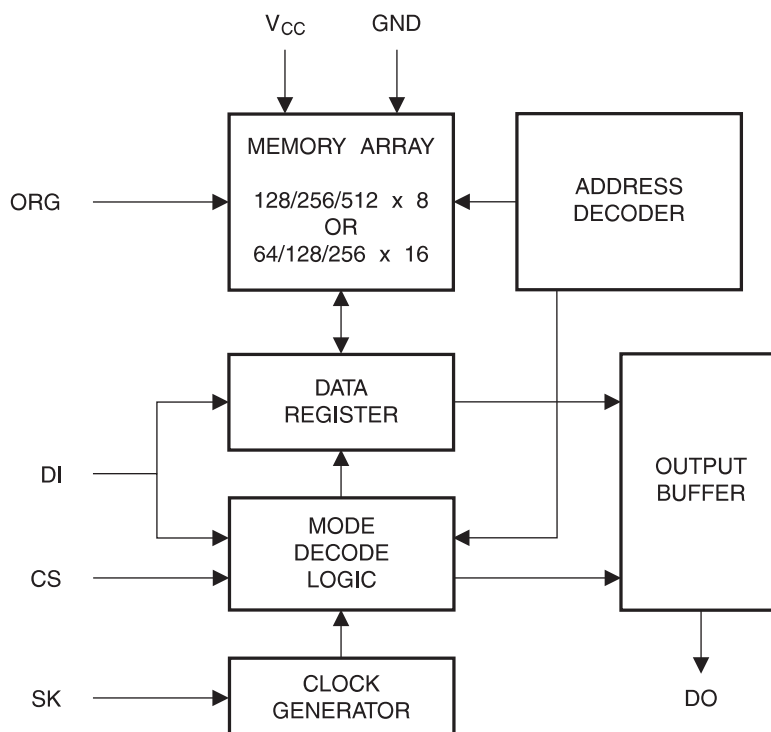 VCC GND
MEMORY ARRAY
128/256/512 x 8
OR
64/128/256 x 16
ADDRESS
DECODER
ORG
DATA
REGISTER
DI
OUTPUT
BUFFER
MODE
DECODE
LOGIC
CS
CLOCK
GENERATOR
SK
DO